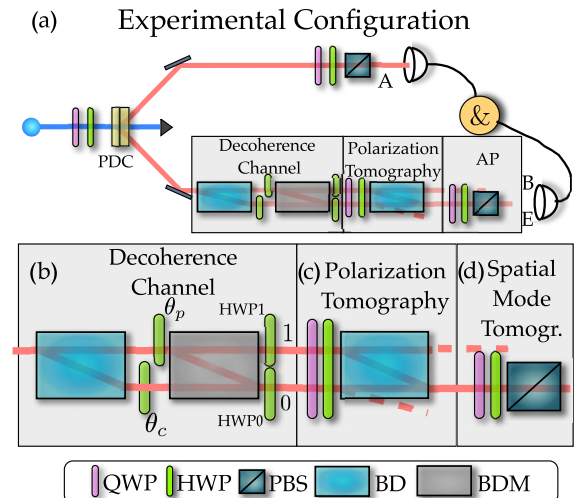 (a) Experimental Configuration
A
&
PDC
Decoherence
Channel
Polarization
Tomography
AP
B
E
(b) Decoherence
Channel
θp
HWP1
1
θc
HWP0
0
(c) Polarization
Tomography
(d) Spatial
Mode
Tomogr.
QWP HWP PBS BD BDM